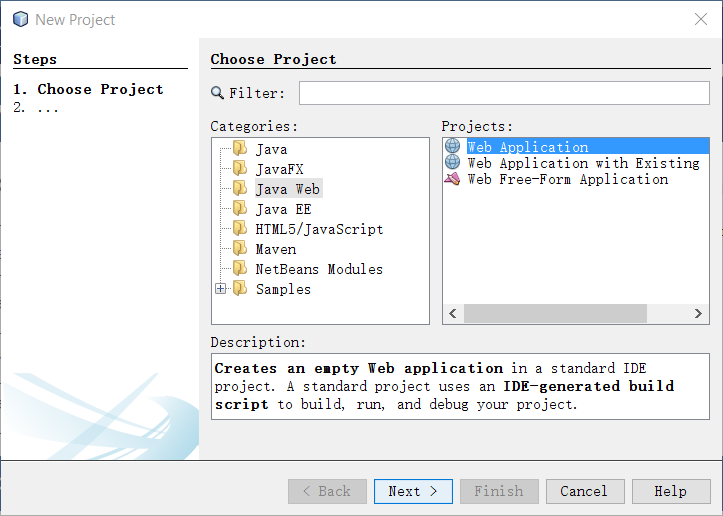 New Project
Steps
1. Choose Project
2. ...
Choose Project
Filter:
Categories:
Java
JavaFX
Java Web
Java EE
HTML5/JavaScript
Maven
NetBeans Modules
Samples
Projects:
Web Application
Web Application with Existing
Web Free-Form Application
Description:
Creates an empty Web application in a standard IDE
project. A standard project uses an IDE-generated build
script to build, run, and debug your project.
< Back
Next >
Finish
Cancel
Help